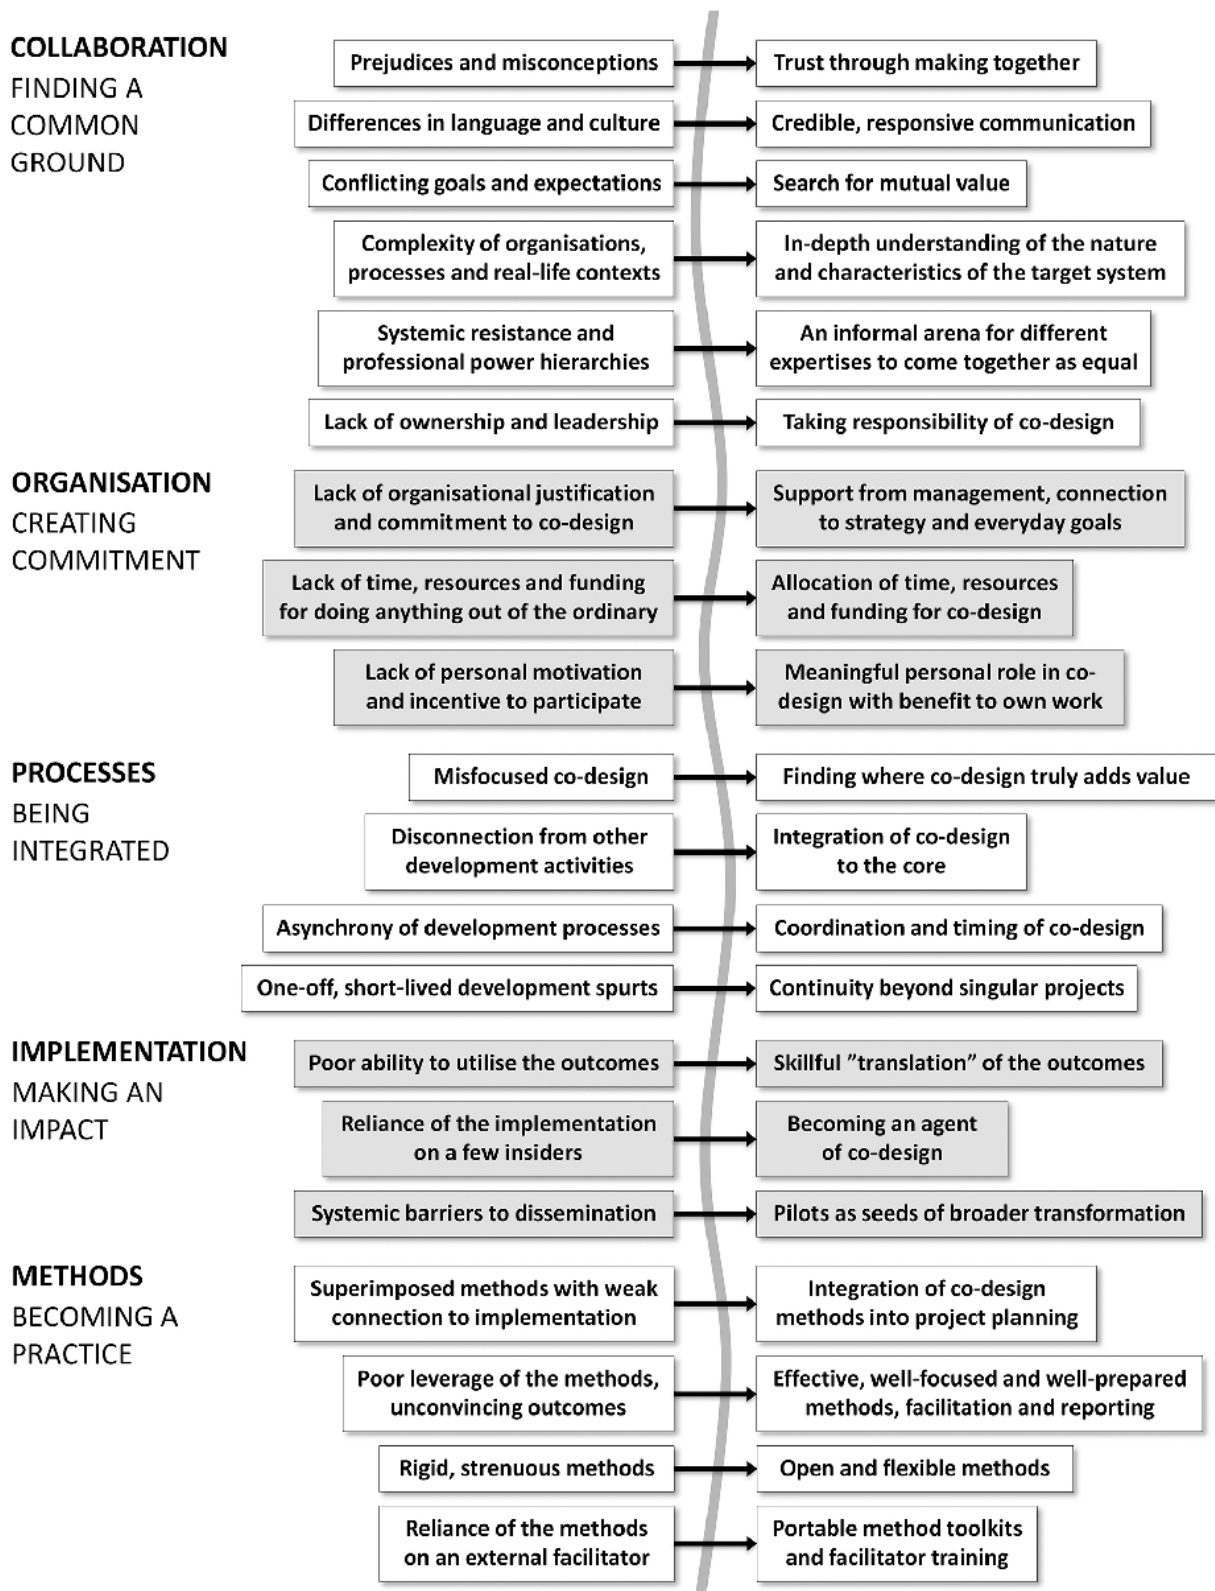 COLLABORATION
FINDING A
COMMON
GROUND
Prejudices and misconceptions
Trust through making together
Differences in language and culture
Credible, responsive communication
Conflicting goals and expectations
Search for mutual value
Complexity of organisations,
processes and real-life contexts
In-depth understanding of the nature
and characteristics of the target system
Systemic resistance and
professional power hierarchies
An informal arena for different
expertises to come together as equal
Lack of ownership and leadership
Taking responsibility of co-design
ORGANISATION
CREATING
COMMITMENT
Lack of organisational justification
and commitment to co-design
Support from management, connection
to strategy and everyday goals
Lack of time, resources and funding
for doing anything out of the ordinary
Allocation of time, resources
and funding for co-design
Lack of personal motivation
and incentive to participate
Meaningful personal role in co-
design with benefit to own work
PROCESSES
BEING
INTEGRATED
Misfocused co-design
Finding where co-design truly adds value
Disconnection from other
development activities
Integration of co-design
to the core
Asynchrony of development processes
Coordination and timing of co-design
One-off, short-lived development spurts
Continuity beyond singular projects
IMPLEMENTATION
MAKING AN
IMPACT
Poor ability to utilise the outcomes
Skillful ”translation” of the outcomes
Reliance of the implementation
on a few insiders
Becoming an agent
of co-design
Systemic barriers to dissemination
Pilots as seeds of broader transformation
METHODS
BECOMING A
PRACTICE
Superimposed methods with weak
connection to implementation
Integration of co-design
methods into project planning
Poor leverage of the methods,
unconvincing outcomes
Effective, well-focused and well-prepared
methods, facilitation and reporting
Rigid, strenuous methods
Open and flexible methods
Reliance of the methods
on an external facilitator
Portable method toolkits
and facilitator training